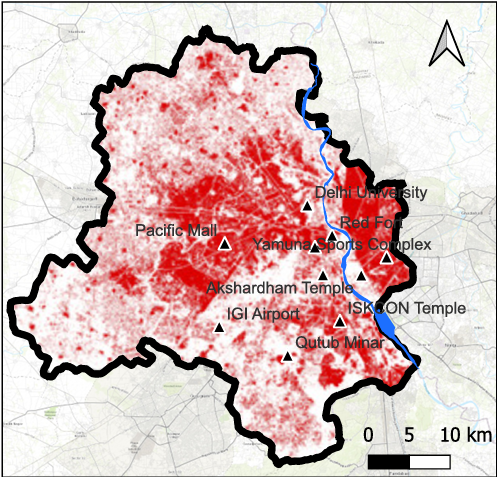 Delhi University
Red Fort
Pacific Mall
Yamuna Sports Complex
Akshardham Temple
ISKCON Temple
IGI Airport
Qutub Minar
0 5 10 km